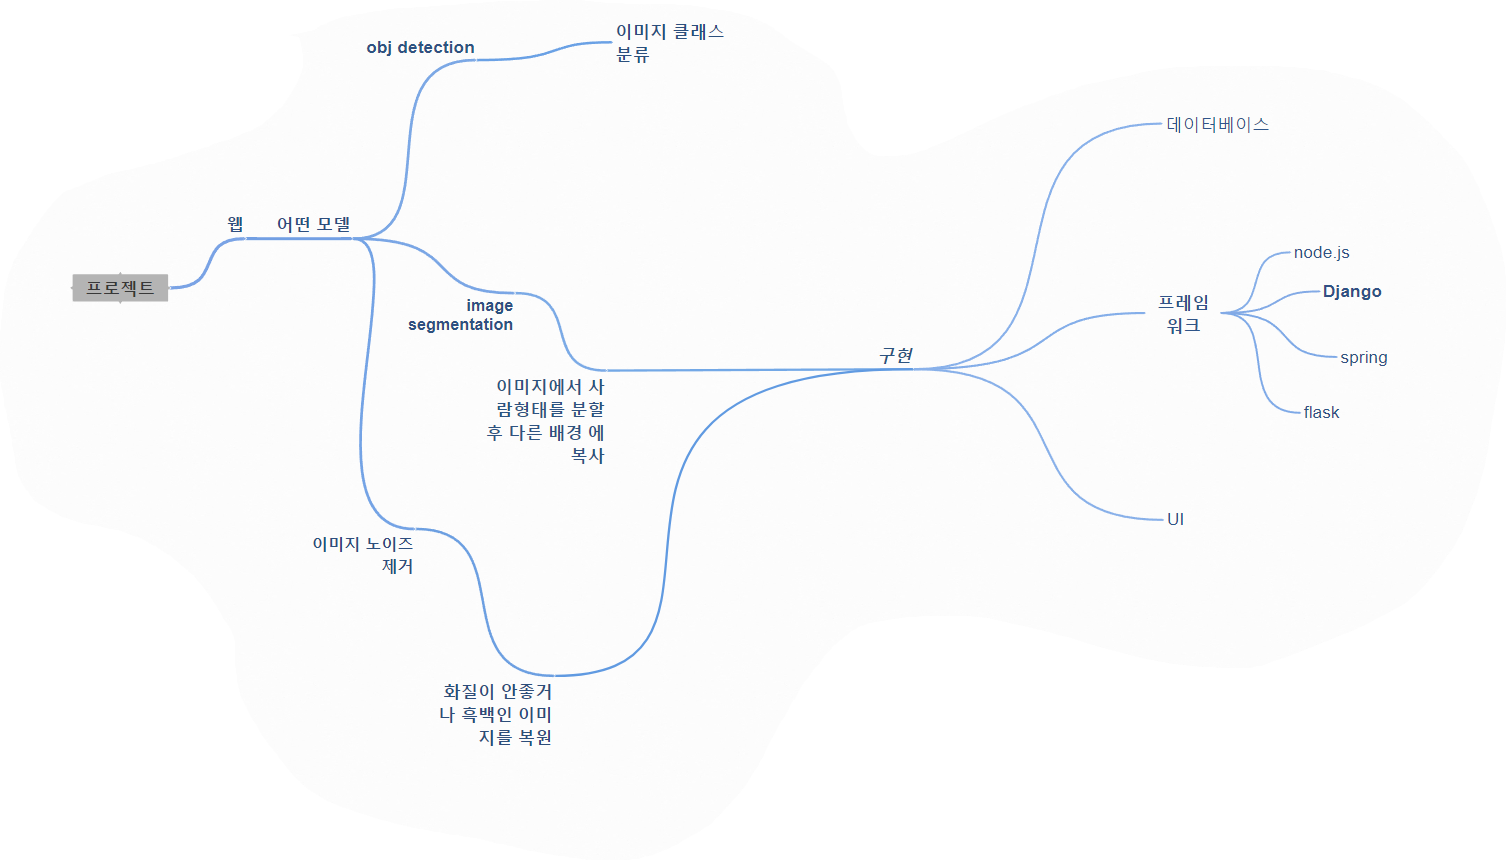 프로젝트
웹
어떤 모델
obj detection
이미지 클래스
분류
image
segmentation
이미지에서 사
람형태를 분할
후 다른 배경 에
복사
이미지 노이즈
제거
화질이 안좋거
나 흑백인 이미
지를 복원
구현
데이터베이스
프레임
워크
node.js
Django
spring
flask
UI